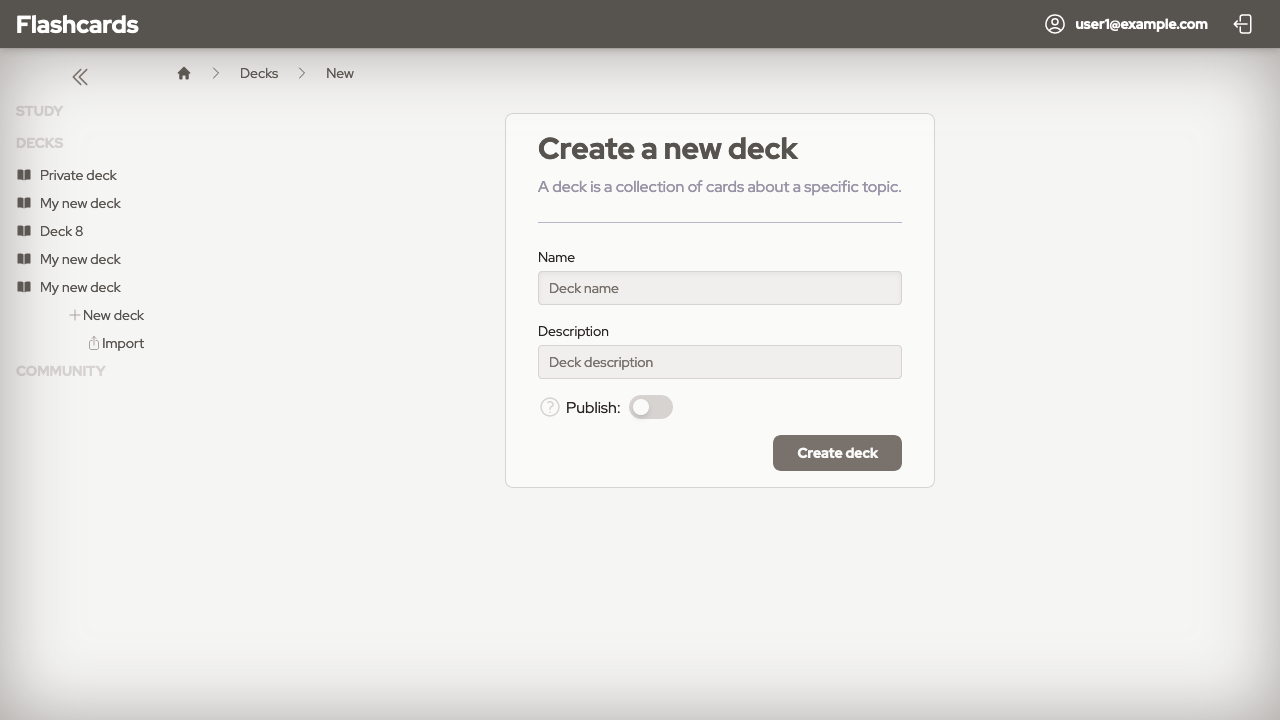 Flashcards
user1@example.com
Decks
New
STUDY
DECKS
Private deck
My new deck
Deck 8
My new deck
My new deck
New deck
Import
COMMUNITY
Create a new deck
A deck is a collection of cards about a specific topic.
Name
Deck name
Description
Deck description
? Publish:
Create deck